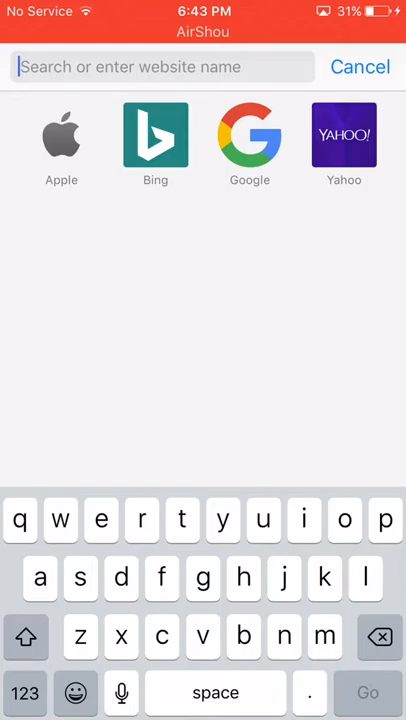 No Service 6:43 PM 31%
AirShou
Search or enter website name Cancel
YAHOO!
Apple Bing Google Yahoo
q w e r t y u i o p
a s d f g h j k l
z x c v b n m
123 space . Go